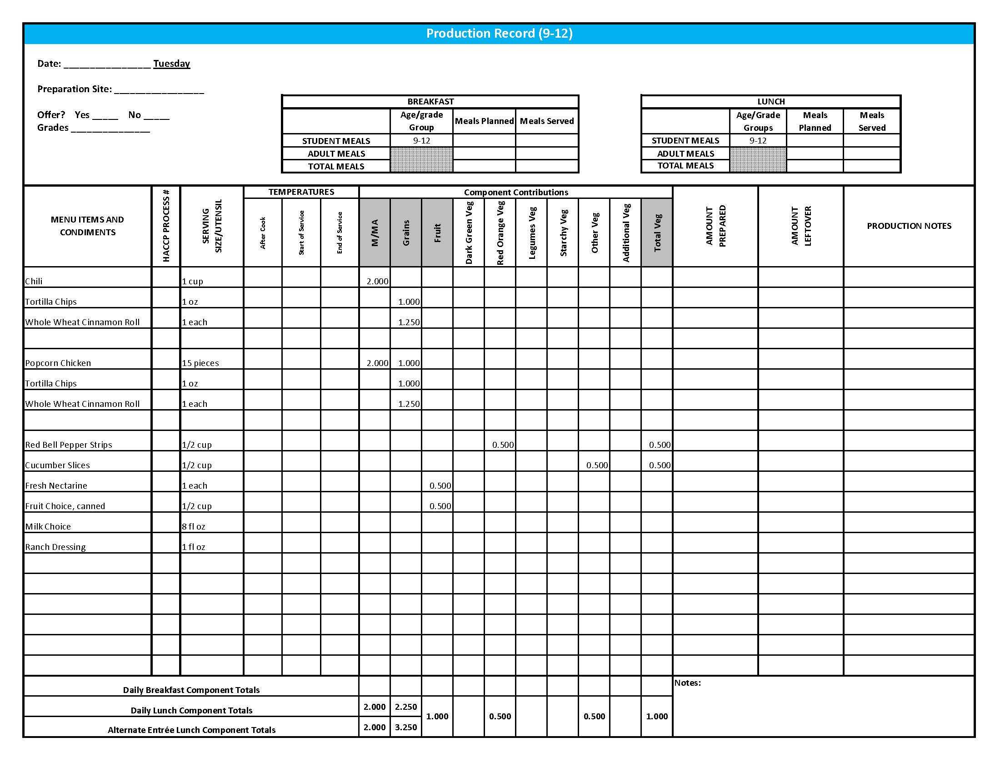 Production Record (9-12)
Date: _________________ Tuesday
Preparation Site: _________________
Offer? Yes _____ No _____
Grades _______________
BREAKFAST
Age/grade Group Meals Planned Meals Served
STUDENT MEALS 9-12
ADULT MEALS
TOTAL MEALS
LUNCH
Age/Grade Groups Meals Planned Meals Served
STUDENT MEALS 9-12
ADULT MEALS
TOTAL MEALS
MENU ITEMS AND CONDIMENTS
HACCP PROCESS #
SERVING SIZE/UTENSIL
TEMPERATURES
After Cook
Start of Service
End of Service
Component Contributions
M/MA
Grains
Fruit
Dark Green Veg
Red Orange Veg
Legumes Veg
Starchy Veg
Other Veg
Additional Veg
Total Veg
AMOUNT PREPARED
AMOUNT LEFTOVER
PRODUCTION NOTES
Chili 1 cup 2.000
Tortilla Chips 1 oz 1.000
Whole Wheat Cinnamon Roll 1 each 1.250
Popcorn Chicken 15 pieces 2.000 1.000
Tortilla Chips 1 oz 1.000
Whole Wheat Cinnamon Roll 1 each 1.250
Red Bell Pepper Strips 1/2 cup 0.500 0.500
Cucumber Slices 1/2 cup 0.500 0.500
Fresh Nectarine 1 each 0.500
Fruit Choice, canned 1/2 cup 0.500
Milk Choice 8 fl oz
Ranch Dressing 1 fl oz
Daily Breakfast Component Totals
Notes:
Daily Lunch Component Totals 2.000 2.250
1.000 0.500 0.500 1.000
Alternate Entrée Lunch Component Totals 2.000 3.250